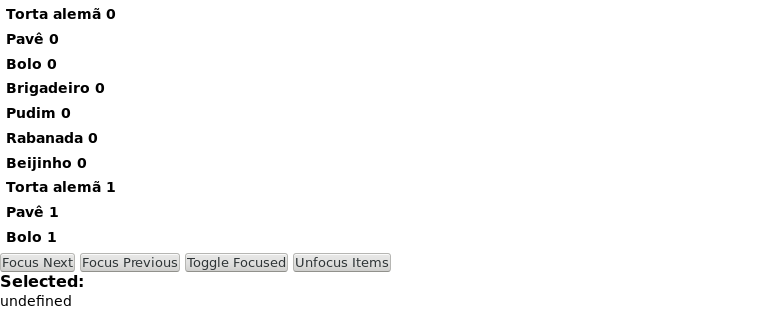 Torta alemã 0
Pavê 0
Bolo 0
Brigadeiro 0
Pudim 0
Rabanada 0
Beijinho 0
Torta alemã 1
Pavê 1
Bolo 1
Focus Next Focus Previous Toggle Focused Unfocus Items
Selected:
undefined